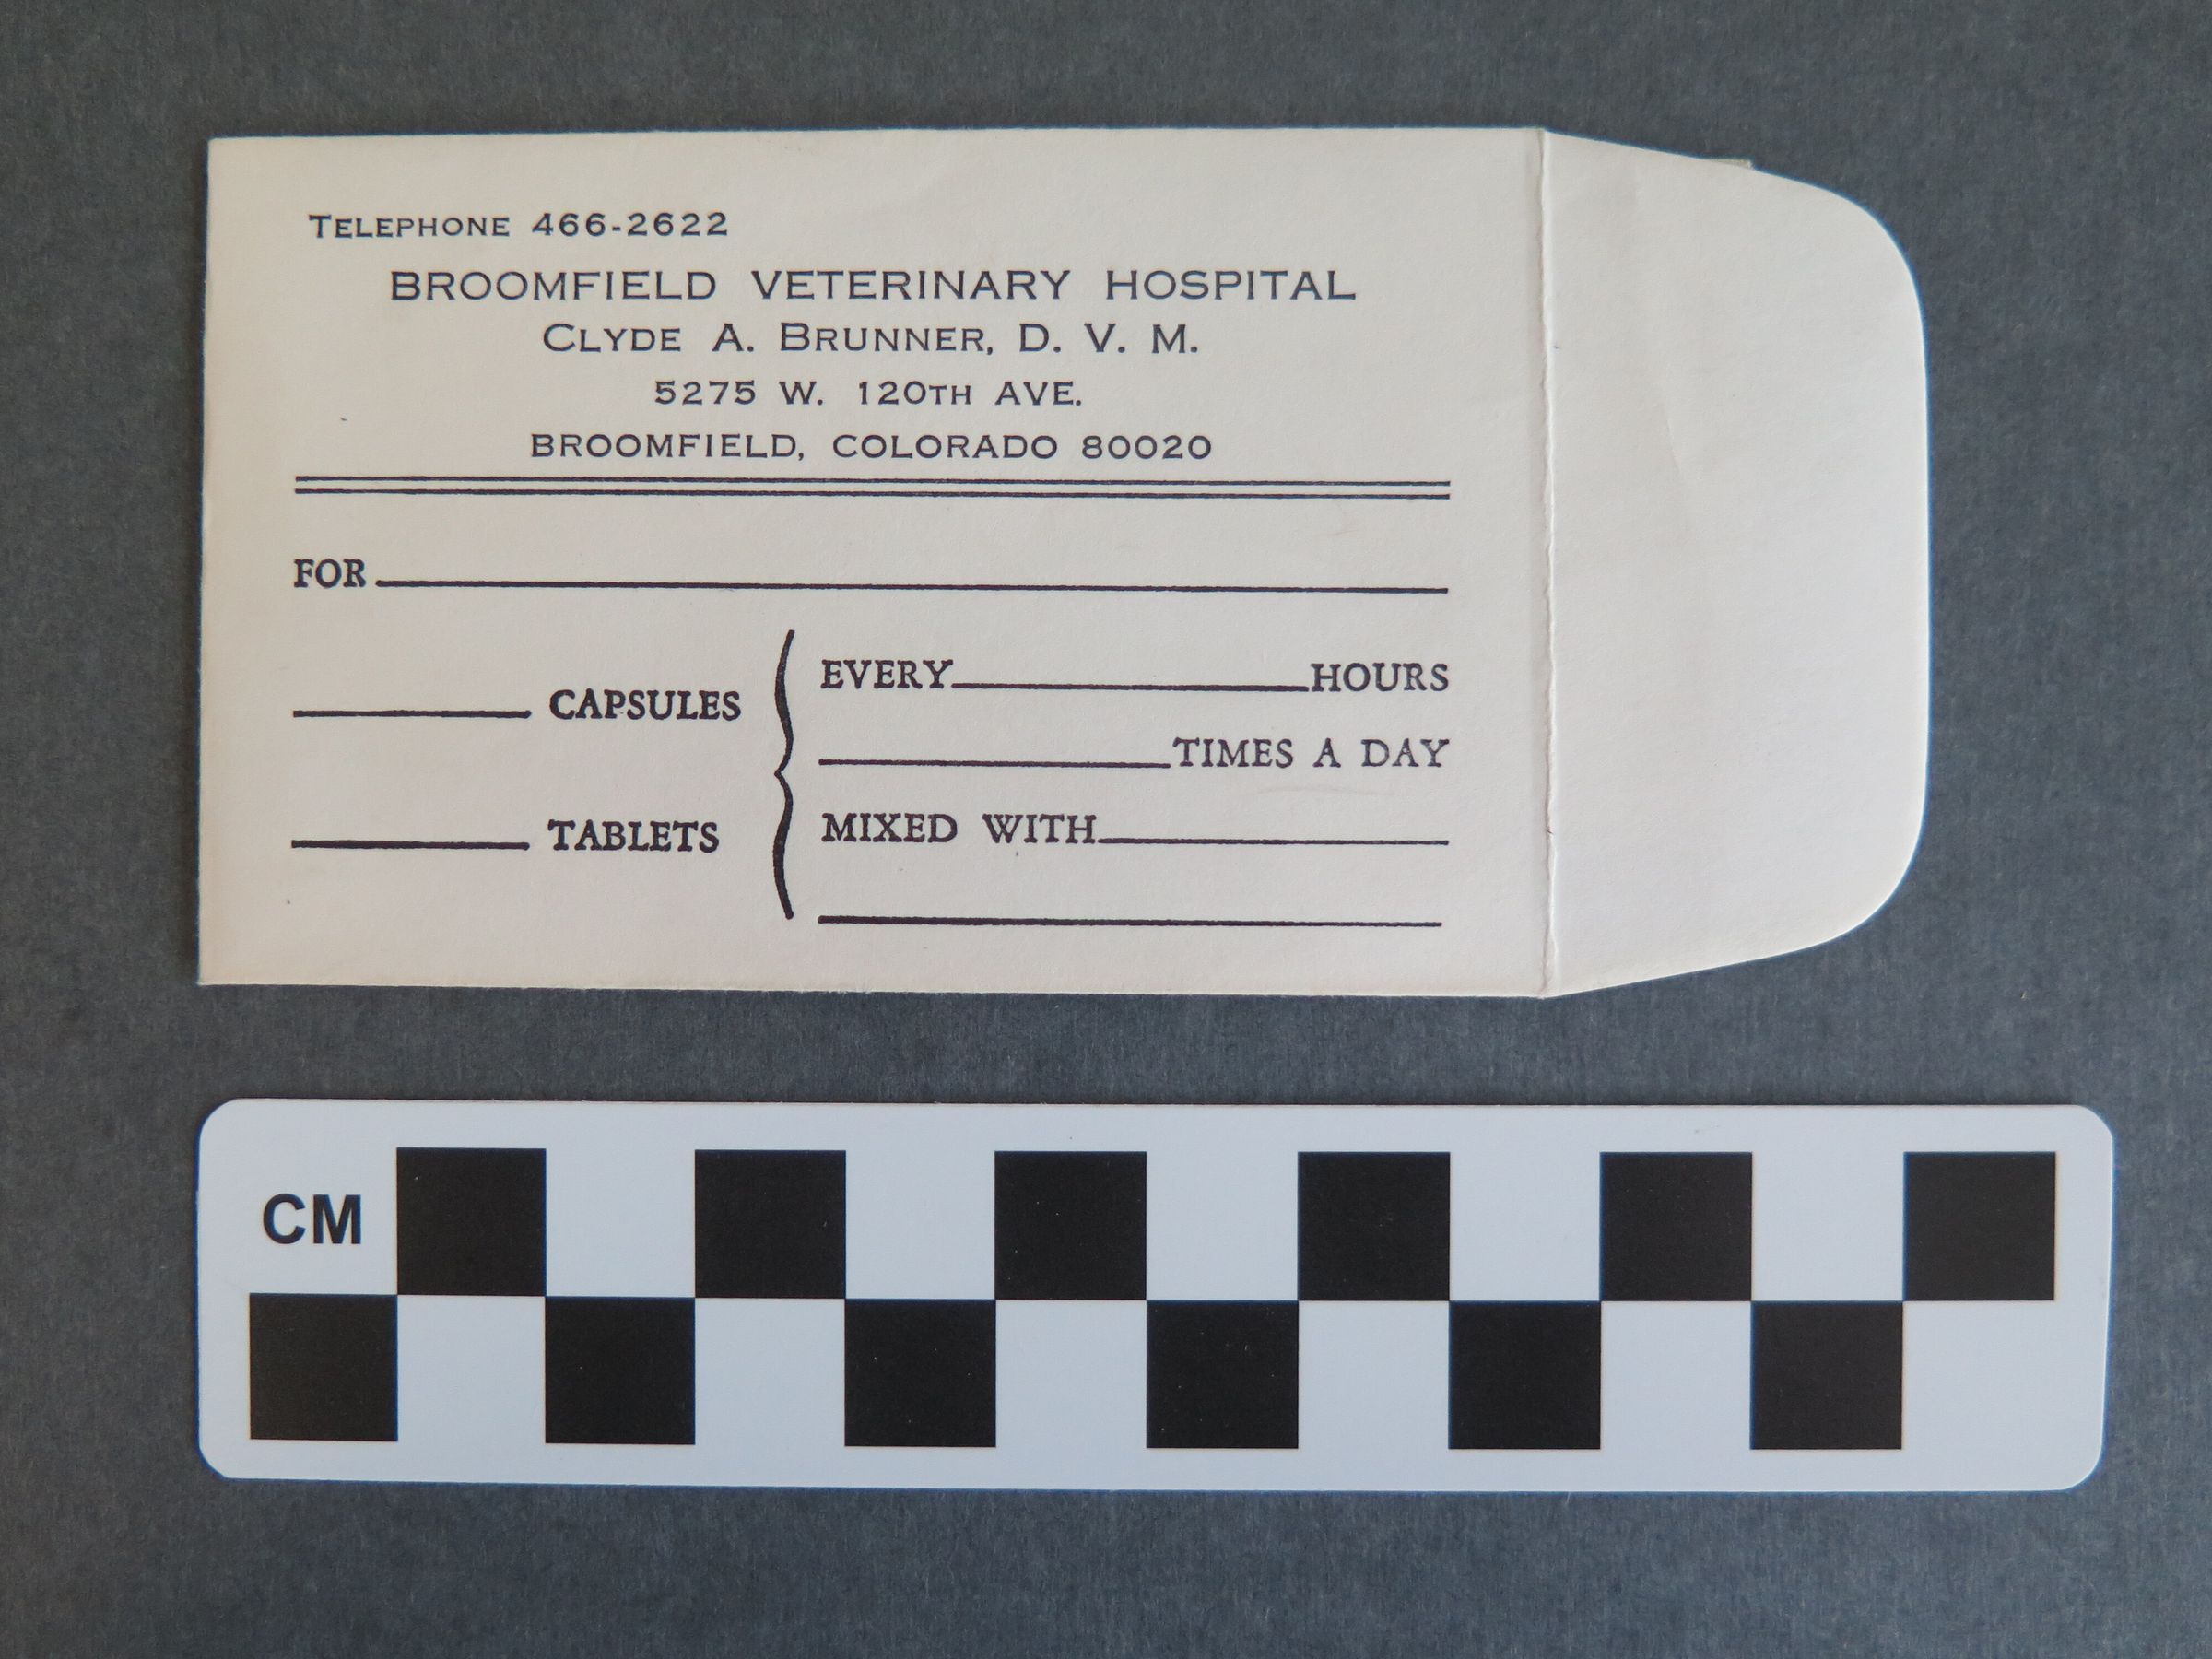 TELEPHONE 466-2622
BROOMFIELD VETERINARY HOSPITAL
CLYDE A. BRUNNER, D. V. M.
5275 W. 120TH AVE.
BROOMFIELD, COLORADO 80020
FOR
CAPSULES
TABLETS
EVERY HOURS
TIMES A DAY
MIXED WITH
CM